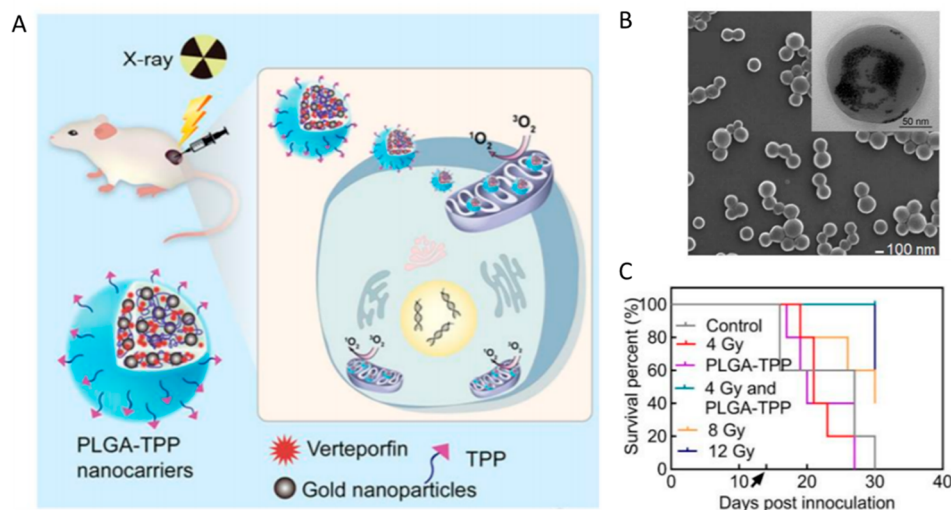 A
X-ray
³O₂
¹O₂
¹O₂
³O₂
¹O₂
³O₂
PLGA-TPP
nanocarriers
Verteporfin
TPP
Gold nanoparticles
B
50 nm
100 nm
C
Survival percent (%)
100
80
60
40
20
0
Control
4 Gy
PLGA-TPP
4 Gy and
PLGA-TPP
8 Gy
12 Gy
0
10
20
30
40
Days post innoculation